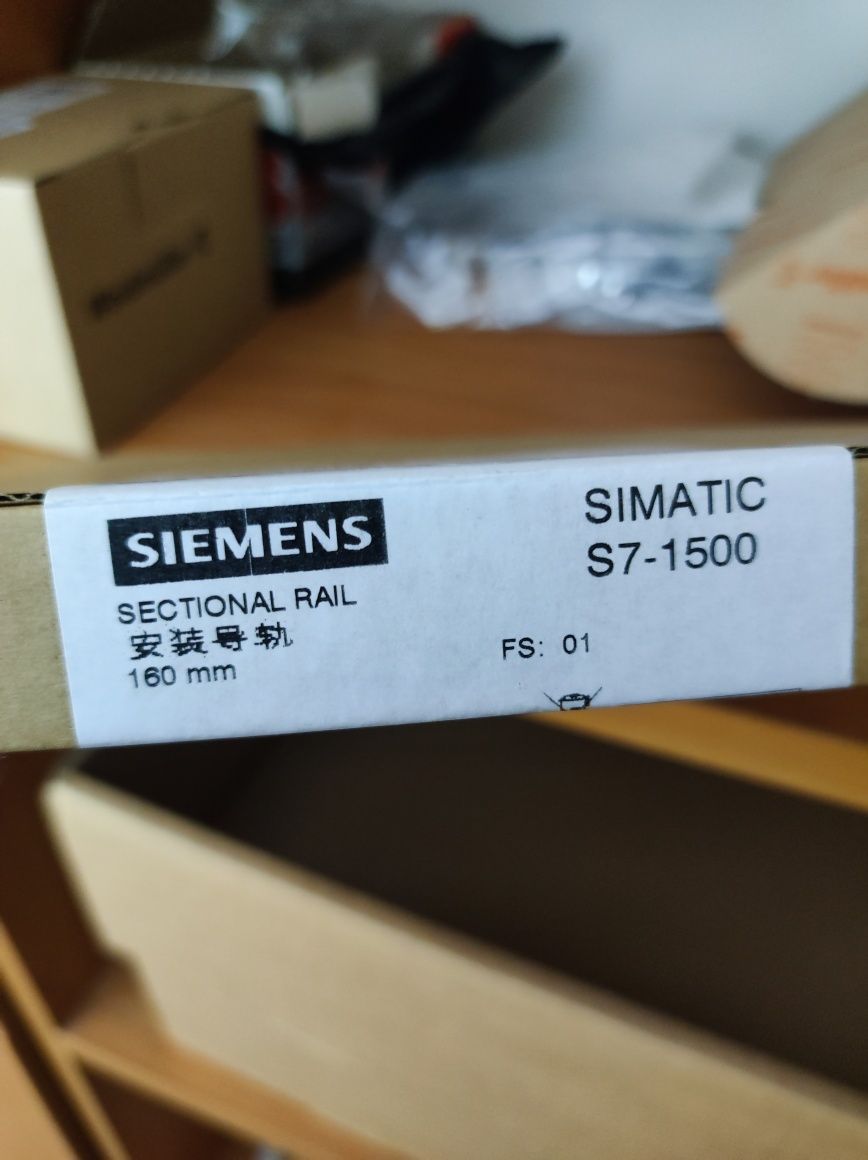 SIEMENS
SIMATIC
S7-1500
SECTIONAL RAIL
安装导轨
160 mm
FS: 01